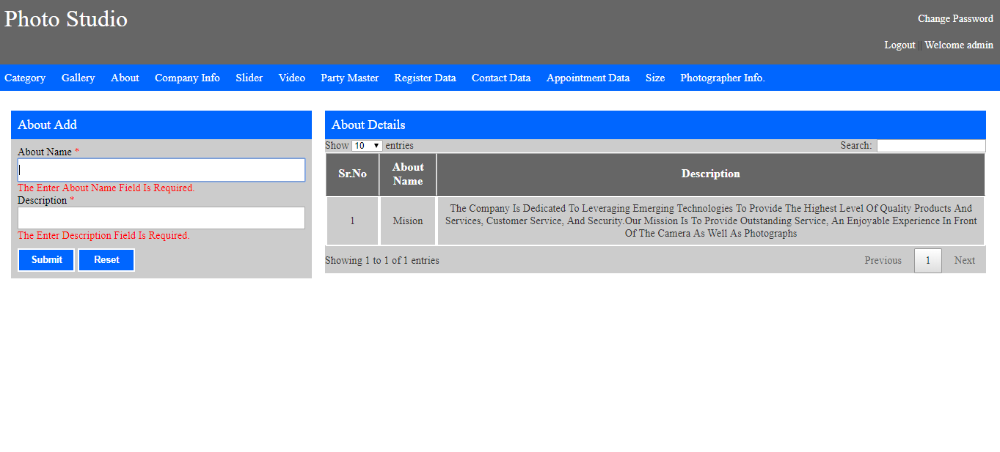 Photo Studio
Change Password
Logout || Welcome admin
Category Gallery About Company Info Slider Video Party Master Register Data Contact Data Appointment Data Size Photographer Info.
About Add
About Name *
The Enter About Name Field Is Required.
Description *
The Enter Description Field Is Required.
Submit Reset
About Details
Show 10 entries Search:
Sr.No About Name Description
1 Mision The Company Is Dedicated To Leveraging Emerging Technologies To Provide The Highest Level Of Quality Products And
Services, Customer Service, And Security.Our Mission Is To Provide Outstanding Service, An Enjoyable Experience In Front
Of The Camera As Well As Photographs
Showing 1 to 1 of 1 entries Previous 1 Next